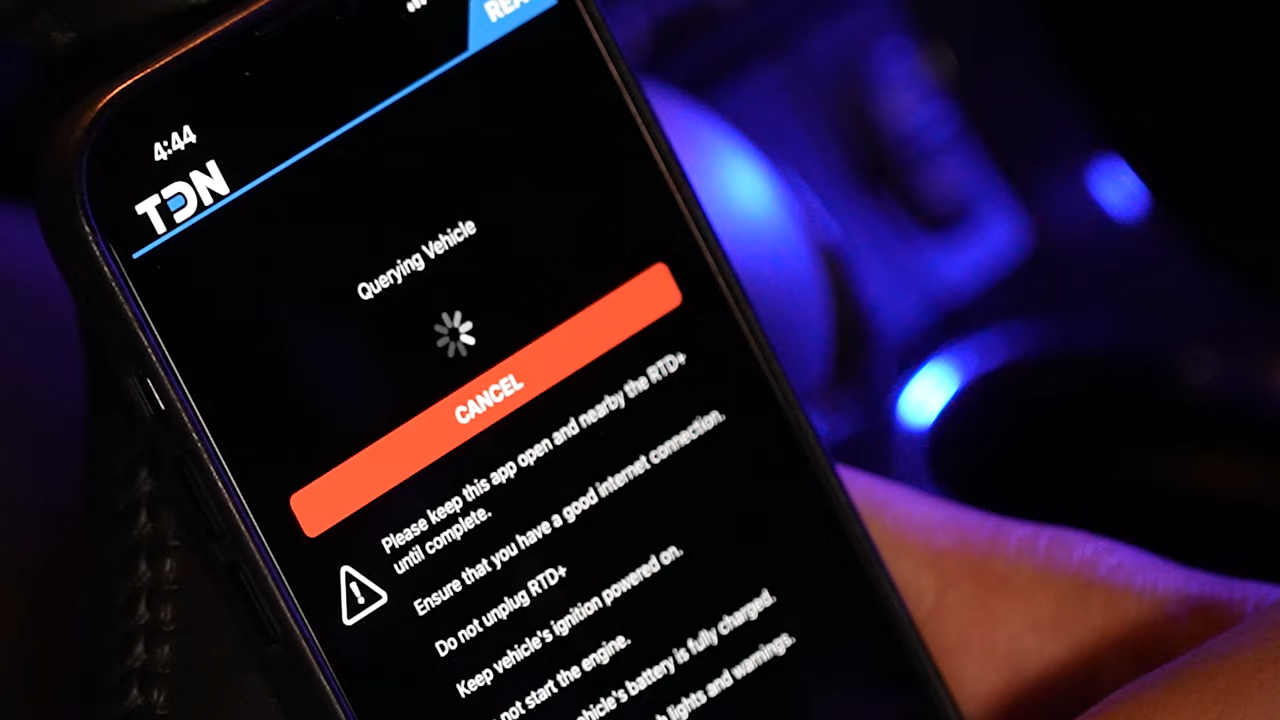 4:44
TDN
Querying Vehicle
CANCEL
Please keep this app open and nearby the RTD+
until complete.
Ensure that you have a good internet connection.
Do not unplug RTD+
Keep vehicle's ignition powered on.
not start the engine.
vehicle's battery is fully charged.
lights and warnings.